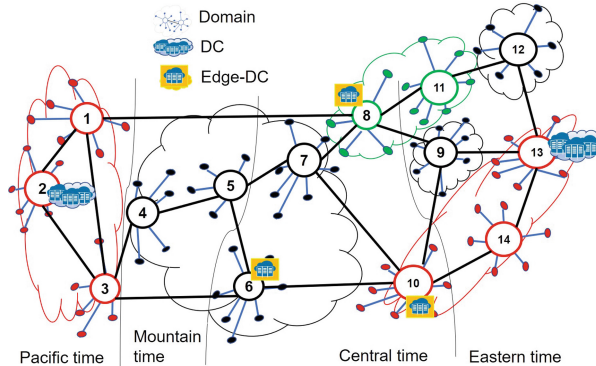 Domain
DC
Edge-DC
12
11
1
8
13
9
7
2
5
4
14
3
6
10
Pacific time
Mountain
time
Central time
Eastern time